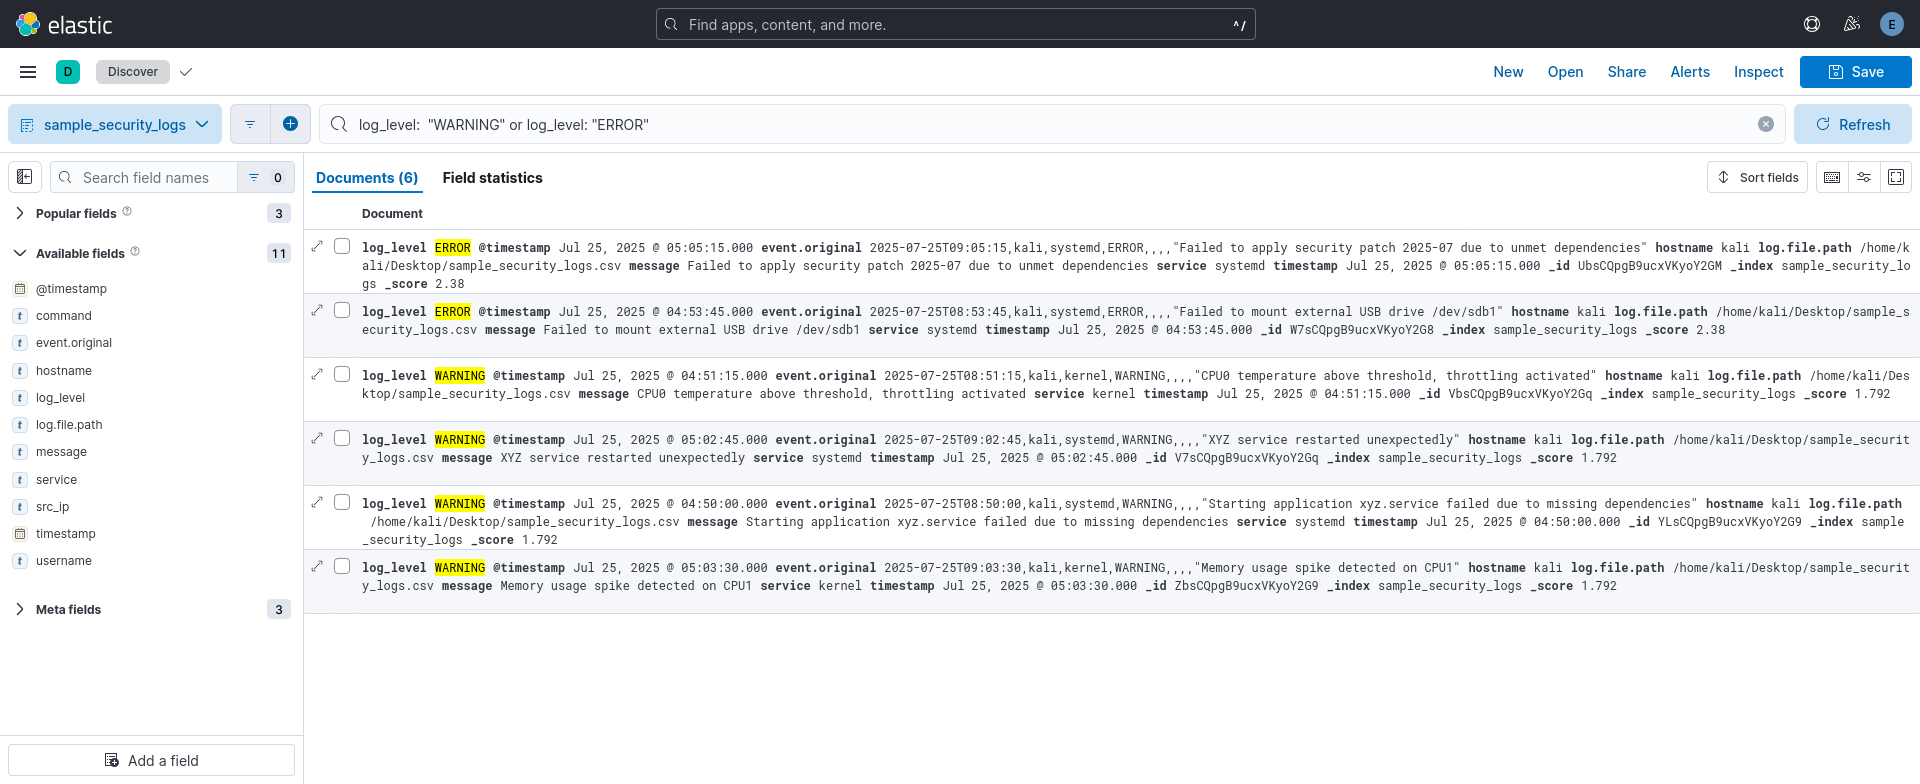 elastic
Find apps, content, and more.
^/
E
D
Discover
New
Open
Share
Alerts
Inspect
Save
sample_security_logs
log_level:  "WARNING" or log_level: "ERROR"
Refresh
Search field names
0
Documents (6)
Field statistics
Sort fields
Popular fields
3
Available fields
11
@timestamp
command
event.original
hostname
log_level
log.file.path
message
service
src_ip
timestamp
username
Meta fields
3
Add a field
Document
log_level ERROR @timestamp Jul 25, 2025 @ 05:05:15.000 event.original 2025-07-25T09:05:15,kali,systemd,ERROR,,,,"Failed to apply security patch 2025-07 due to unmet dependencies" hostname kali log.file.path /home/k
ali/Desktop/sample_security_logs.csv message Failed to apply security patch 2025-07 due to unmet dependencies service systemd timestamp Jul 25, 2025 @ 05:05:15.000 _id UbsCQpgB9ucxVKyoY2GM _index sample_security_lo
gs _score 2.38
log_level ERROR @timestamp Jul 25, 2025 @ 04:53:45.000 event.original 2025-07-25T08:53:45,kali,systemd,ERROR,,,,"Failed to mount external USB drive /dev/sdb1" hostname kali log.file.path /home/kali/Desktop/sample_s
ecurity_logs.csv message Failed to mount external USB drive /dev/sdb1 service systemd timestamp Jul 25, 2025 @ 04:53:45.000 _id W7sCQpgB9ucxVKyoY2G8 _index sample_security_logs _score 2.38
log_level WARNING @timestamp Jul 25, 2025 @ 04:51:15.000 event.original 2025-07-25T08:51:15,kali,kernel,WARNING,,,,"CPU0 temperature above threshold, throttling activated" hostname kali log.file.path /home/kali/Des
ktop/sample_security_logs.csv message CPU0 temperature above threshold, throttling activated service kernel timestamp Jul 25, 2025 @ 04:51:15.000 _id VbsCQpgB9ucxVKyoY2Gq _index sample_security_logs _score 1.792
log_level WARNING @timestamp Jul 25, 2025 @ 05:02:45.000 event.original 2025-07-25T09:02:45,kali,systemd,WARNING,,,,"XYZ service restarted unexpectedly" hostname kali log.file.path /home/kali/Desktop/sample_securit
y_logs.csv message XYZ service restarted unexpectedly service systemd timestamp Jul 25, 2025 @ 05:02:45.000 _id V7sCQpgB9ucxVKyoY2Gq _index sample_security_logs _score 1.792
log_level WARNING @timestamp Jul 25, 2025 @ 04:50:00.000 event.original 2025-07-25T08:50:00,kali,systemd,WARNING,,,,"Starting application xyz.service failed due to missing dependencies" hostname kali log.file.path
/home/kali/Desktop/sample_security_logs.csv message Starting application xyz.service failed due to missing dependencies service systemd timestamp Jul 25, 2025 @ 04:50:00.000 _id YLsCQpgB9ucxVKyoY2G9 _index sample
_security_logs _score 1.792
log_level WARNING @timestamp Jul 25, 2025 @ 05:03:30.000 event.original 2025-07-25T09:03:30,kali,kernel,WARNING,,,,"Memory usage spike detected on CPU1" hostname kali log.file.path /home/kali/Desktop/sample_securit
y_logs.csv message Memory usage spike detected on CPU1 service kernel timestamp Jul 25, 2025 @ 05:03:30.000 _id ZbsCQpgB9ucxVKyoY2G9 _index sample_security_logs _score 1.792